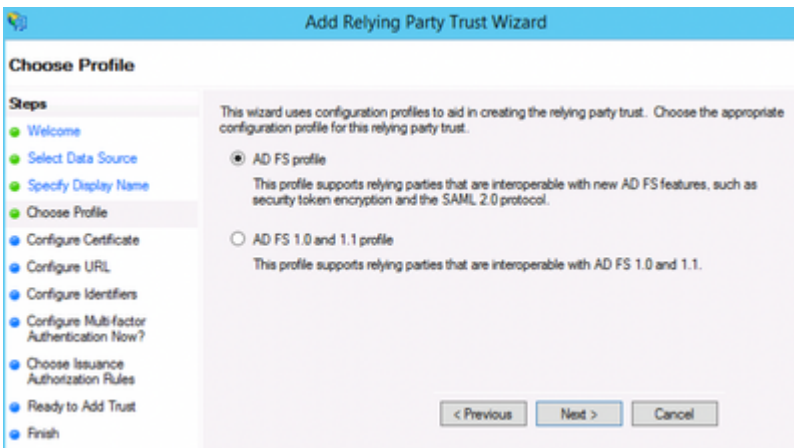 Add Relying Party Trust Wizard
Choose Profile
Steps
Welcome
Select Data Source
Specify Display Name
Choose Profile
Configure Certificate
Configure URL
Configure Identifiers
Configure Multi-factor
Authentication Now?
Choose Issuance
Authorization Rules
Ready to Add Trust
Finish
This wizard uses configuration profiles to aid in creating the relying party trust. Choose the appropriate
configuration profile for this relying party trust.
AD FS profile
This profile supports relying parties that are interoperable with new AD FS features, such as
security token encryption and the SAML 2.0 protocol.
AD FS 1.0 and 1.1 profile
This profile supports relying parties that are interoperable with AD FS 1.0 and 1.1.
< Previous Next > Cancel